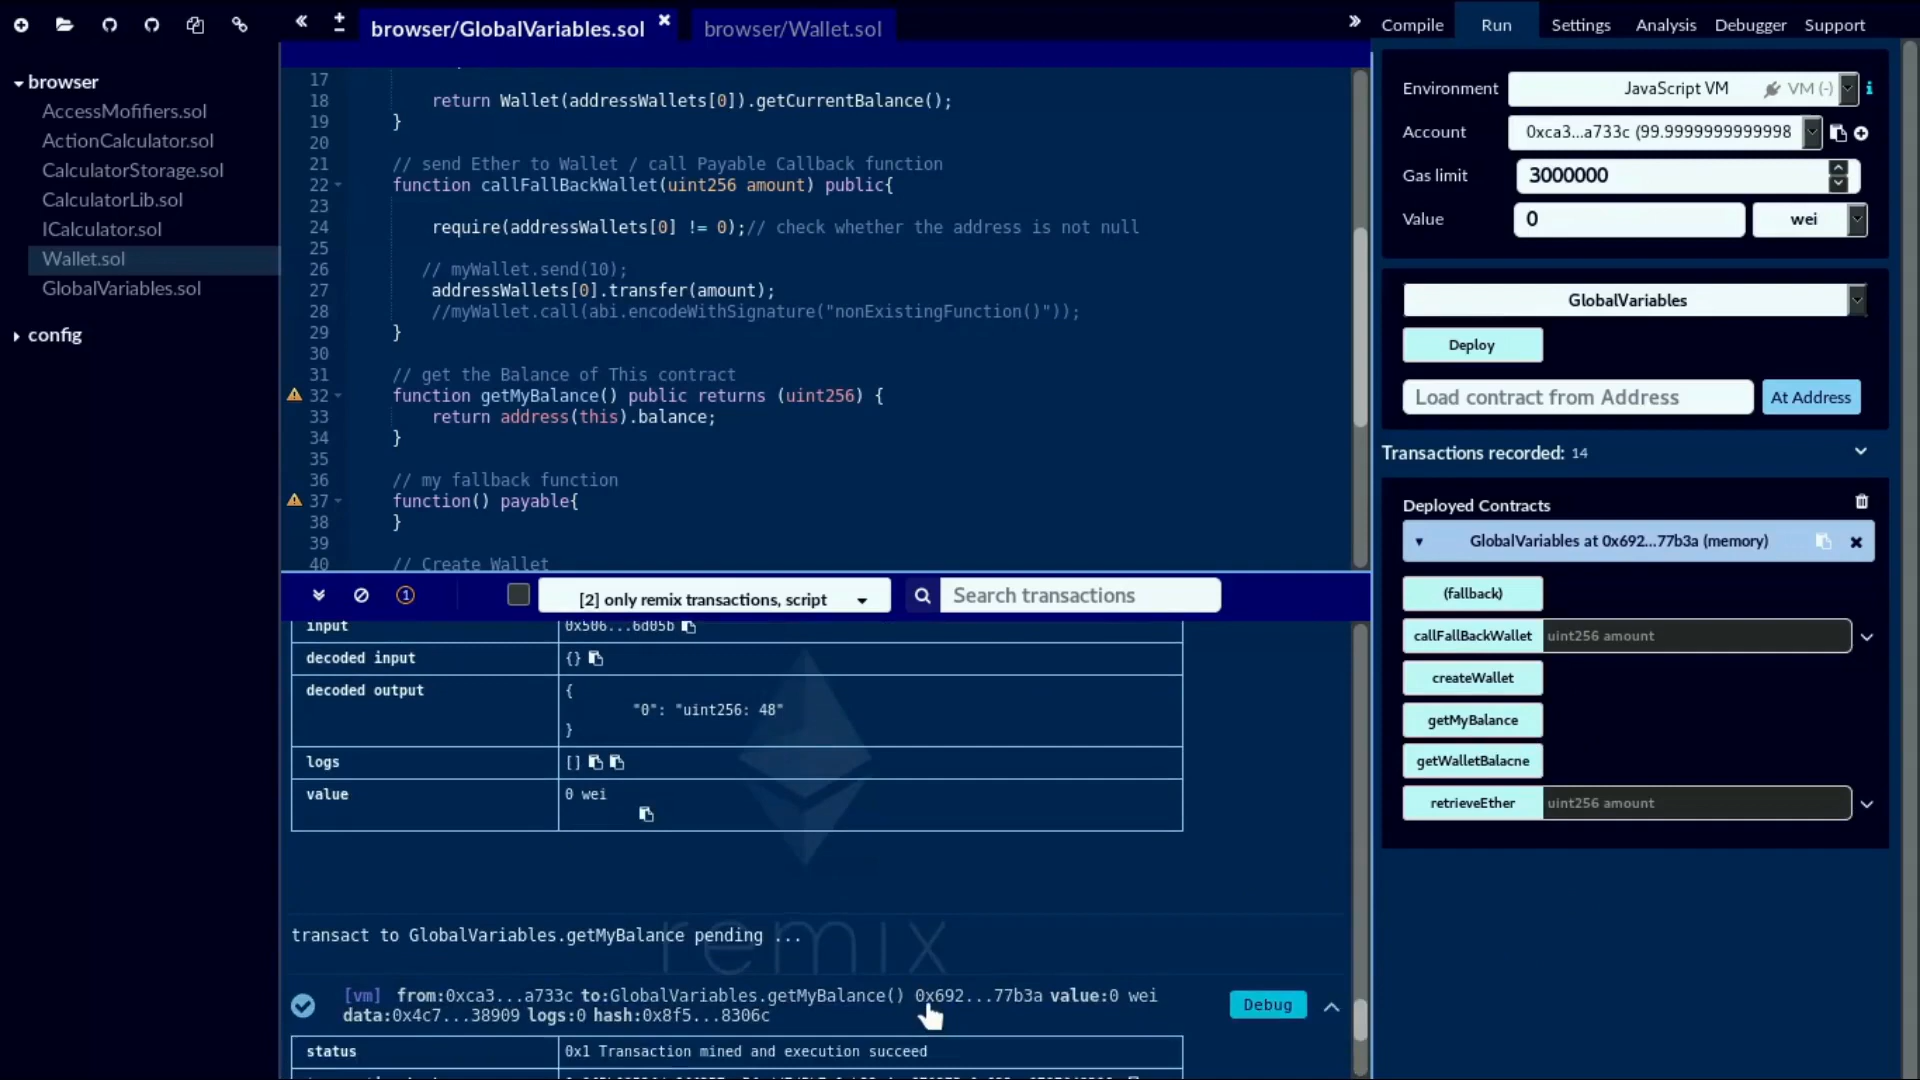 browser/GlobalVariables.sol
browser/Wallet.sol
Compile
Run
Settings
Analysis
Debugger
Support
browser
AccessMofifiers.sol
ActionCalculator.sol
CalculatorStorage.sol
CalculatorLib.sol
ICalculator.sol
Wallet.sol
GlobalVariables.sol
config
17
18 return Wallet(addressWallets[0]).getCurrentBalance();
19 }
20
21 // send Ether to Wallet / call Payable Callback function
22 function callFallBackWallet(uint256 amount) public{
23
24 require(addressWallets[0] != 0);// check whether the address is not null
25
26 // myWallet.send(10);
27 addressWallets[0].transfer(amount);
28 //myWallet.call(abi.encodeWithSignature("nonExistingFunction()"));
29 }
30
31 // get the Balance of This contract
32 function getMyBalance() public returns (uint256) {
33 return address(this).balance;
34 }
35
36 // my fallback function
37 function() payable{
38 }
39
40 // Create Wallet
1
[2] only remix transactions, script
Search transactions
input 0x506...6d05b
decoded input {}
decoded output {
"0": "uint256: 48"
}
logs []
value 0 wei
remix
transact to GlobalVariables.getMyBalance pending ...
[vm] from:0xca3...a733c to:GlobalVariables.getMyBalance() 0x692...77b3a value:0 wei
data:0x4c7...38909 logs:0 hash:0x8f5...8306c
Debug
status 0x1 Transaction mined and execution succeed
Environment JavaScript VM VM (-) i
Account 0xca3...a733c (99.9999999999998
Gas limit 3000000
Value 0 wei
GlobalVariables
Deploy
Load contract from Address
At Address
Transactions recorded: 14
Deployed Contracts
GlobalVariables at 0x692...77b3a (memory)
(fallback)
callFallBackWallet uint256 amount
createWallet
getMyBalance
getWalletBalacne
retrieveEther uint256 amount